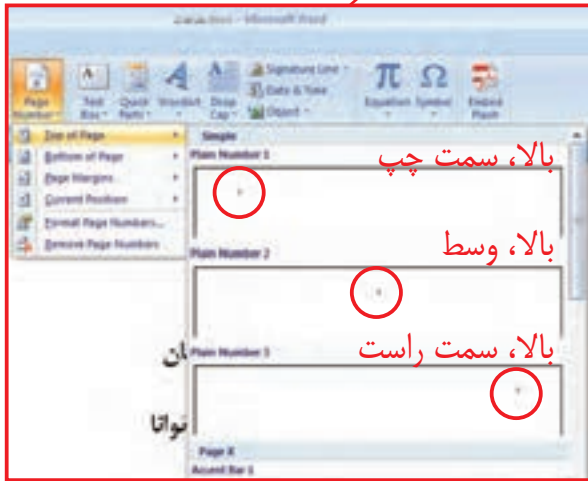 Microsoft Word
Signature Line
Date & Time
Object
Page Number
Text Box
Quick Parts
WordArt
Drop Cap
Equation
Symbol
Embed Flash
Top of Page
Bottom of Page
Page Margins
Current Position
Format Page Numbers...
Remove Page Numbers
Simple
Plain Number 1
بالا، سمت چپ
Plain Number 2
بالا، وسط
Plain Number 3
بالا، سمت راست
Page X
Accent Bar 1